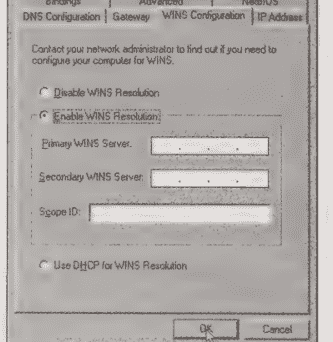 Bindings Advanced NetBIOS
DNS Configuration Gateway WINS Configuration IP Address
Contact your network administrator to find out if you need to
configure your computer for WINS.
Disable WINS Resolution
Enable WINS Resolution:
Primary WINS Server:
Secondary WINS Server:
Scope ID:
Use DHCP for WINS Resolution
OK Cancel